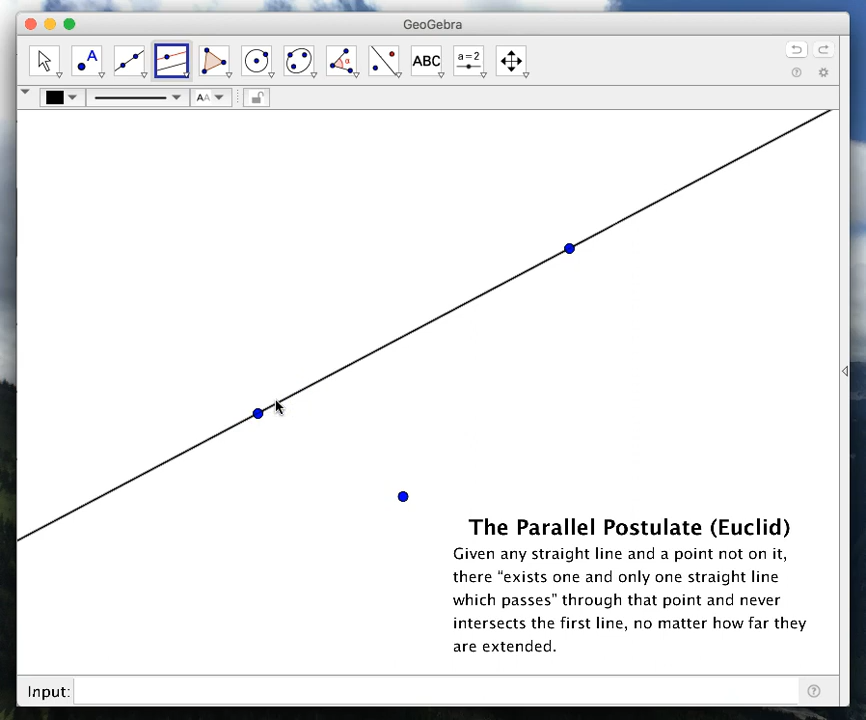 GeoGebra
A
α
ABC
a=2
AA
The Parallel Postulate (Euclid)
Given any straight line and a point not on it,
there “exists one and only one straight line
which passes” through that point and never
intersects the first line, no matter how far they
are extended.
Input: